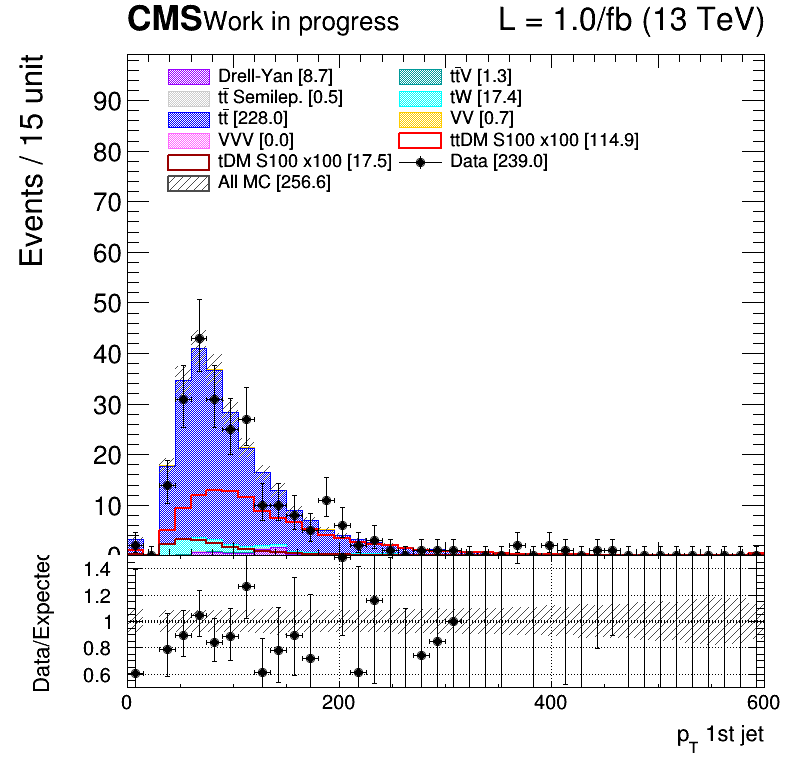 CMS Work in progress L = 1.0/fb (13 TeV)
Events / 15 unit
Drell-Yan [8.7] tt̄V [1.3]
tt̄ Semilep. [0.5] tW [17.4]
tt̄ [228.0] VV [0.7]
VVV [0.0] ttDM S100 x100 [114.9]
tDM S100 x100 [17.5] Data [239.0]
All MC [256.6]
90
80
70
60
50
40
30
20
10
0
Data/Expected
1.4
1.2
1
0.8
0.6
0 200 400 600
p_T 1st jet